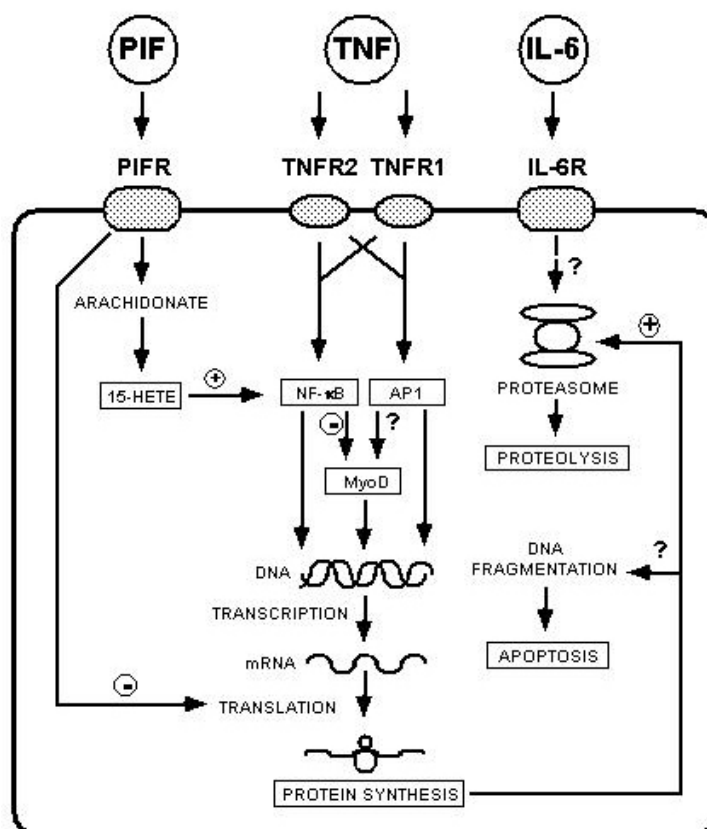 PIF TNF IL-6
PIFR TNFR2 TNFR1 IL-6R
?
ARACHIDONATE
+
PROTEASOME
15-HETE + NF-κB AP1
- ?
PROTEOLYSIS
MyoD
DNA
FRAGMENTATION
?
DNA
TRANSCRIPTION
APOPTOSIS
mRNA
-
TRANSLATION
PROTEIN SYNTHESIS